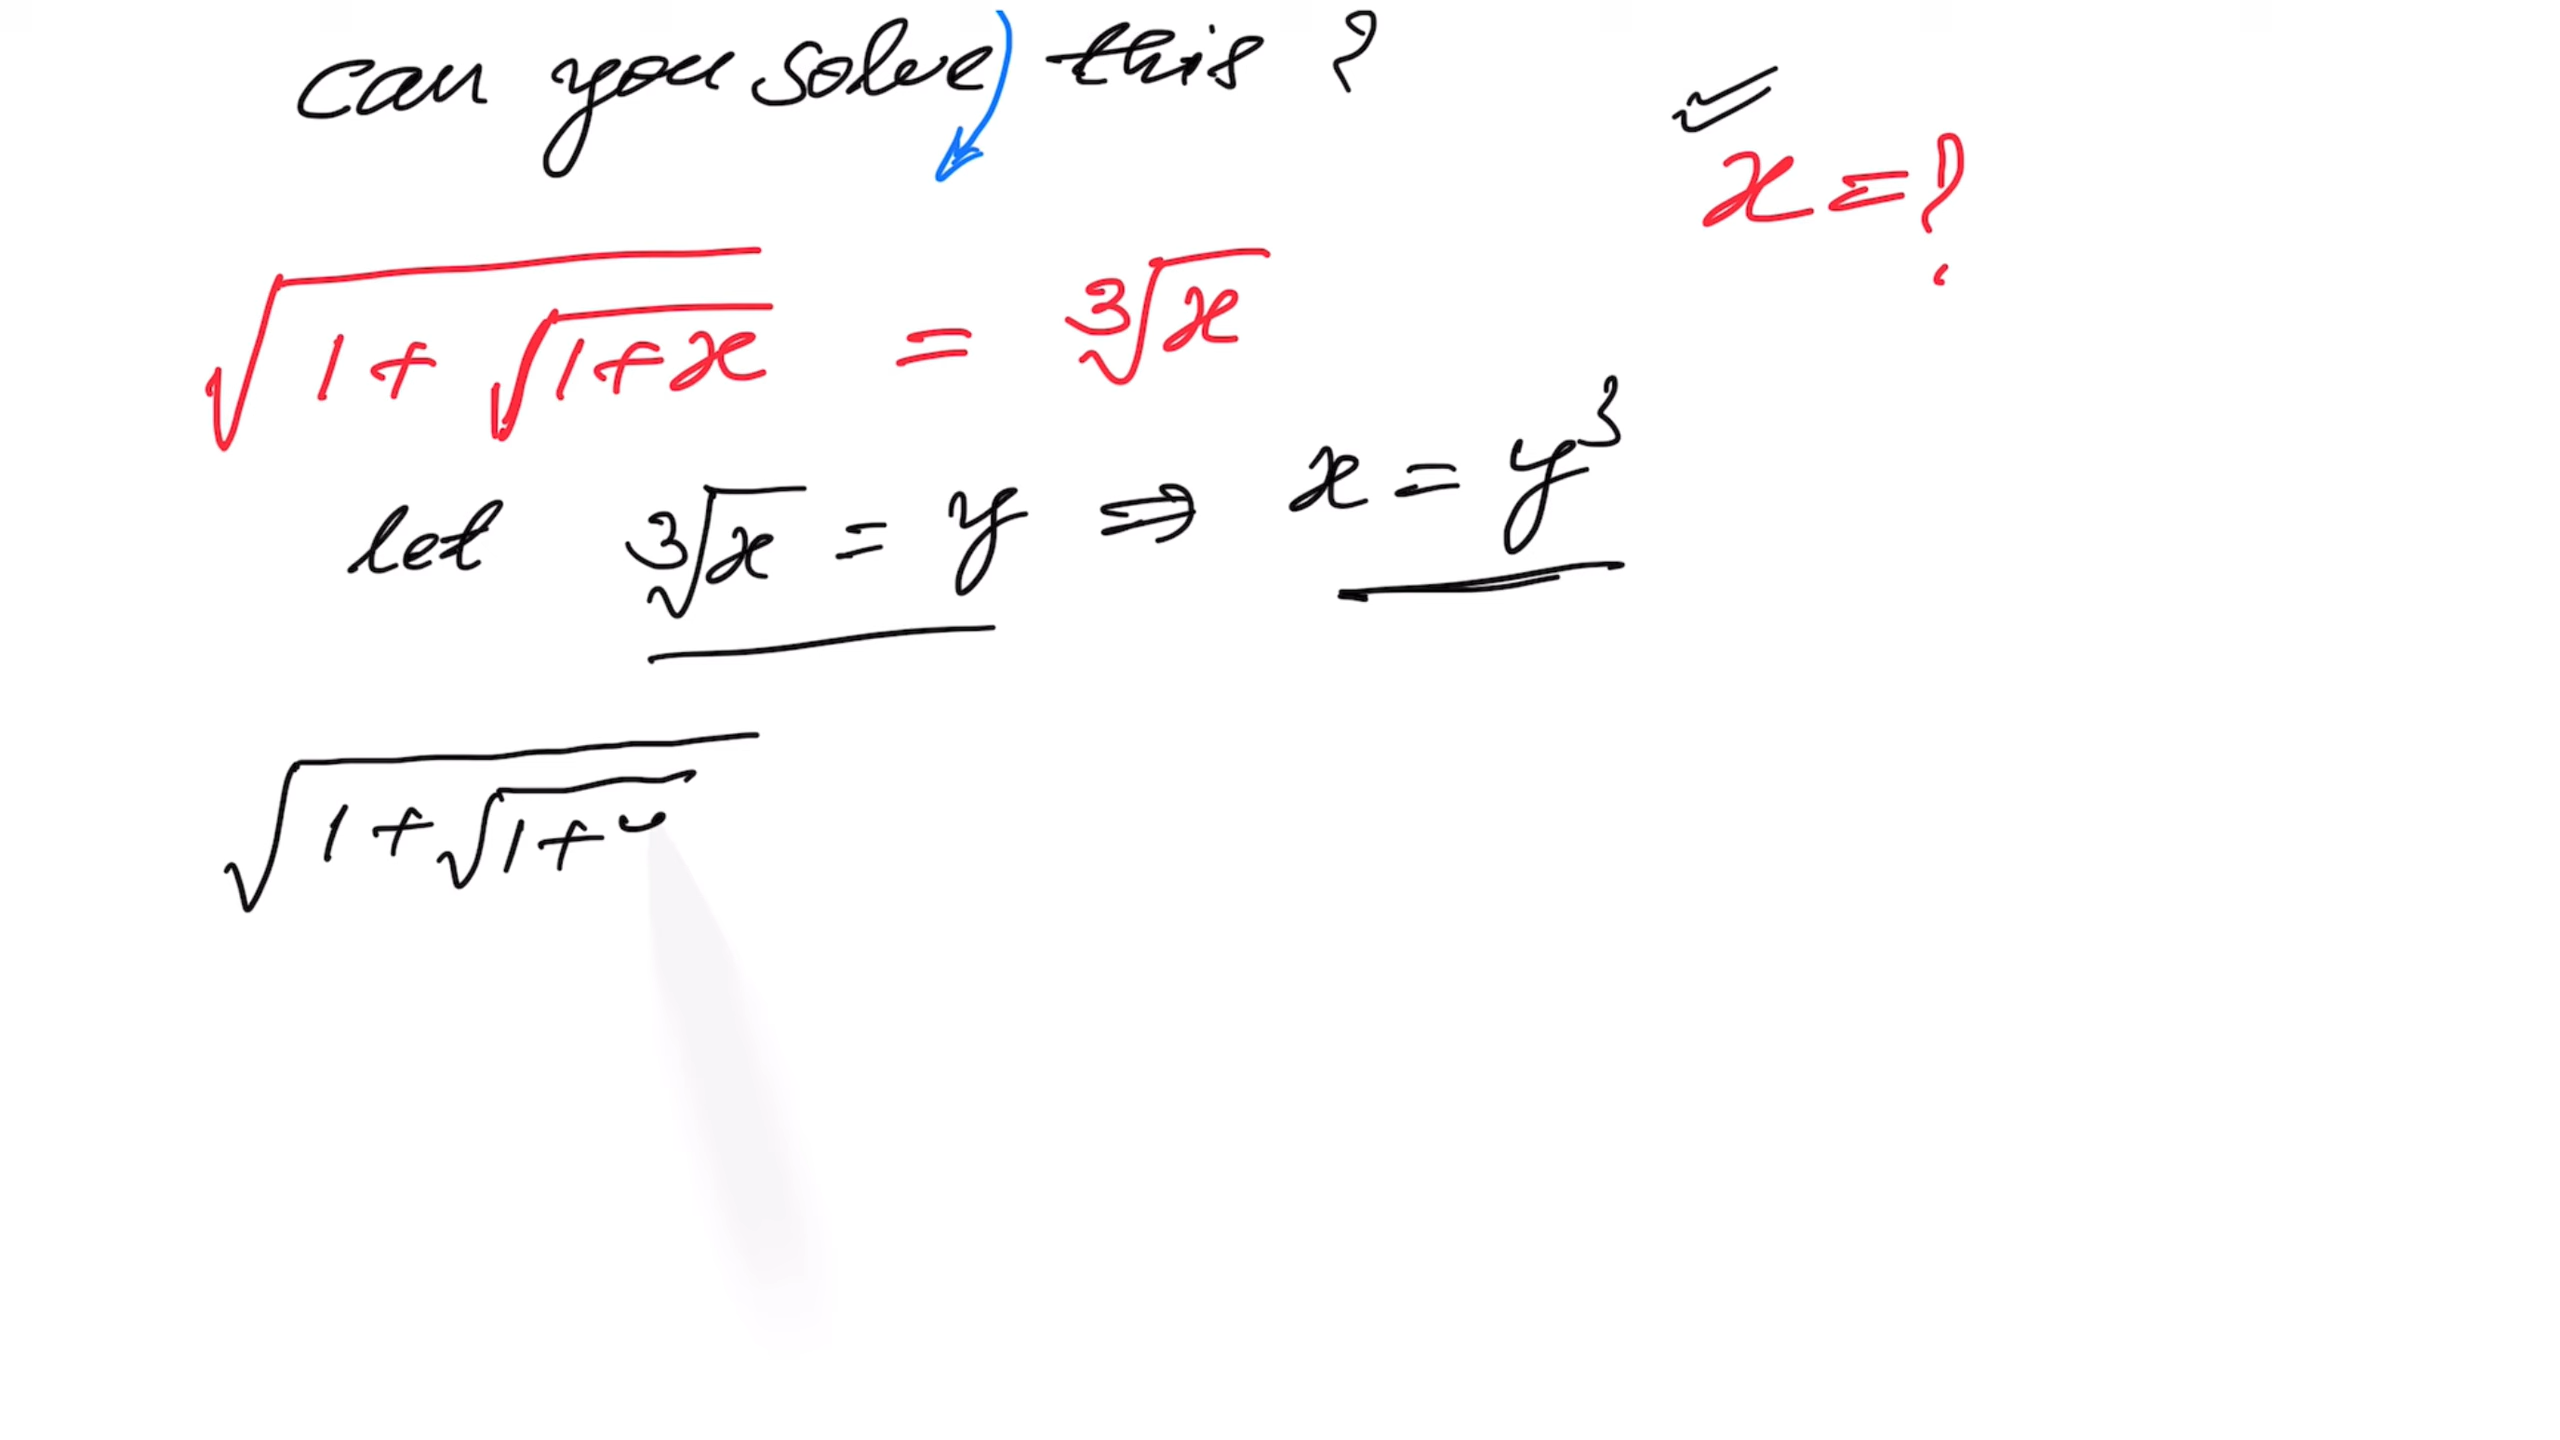 can you solve this ?
x = ?
√(1 + √(1 + x)) = ∛x
let ∛x = y ⇒ x = y³
√(1 + √(1 +